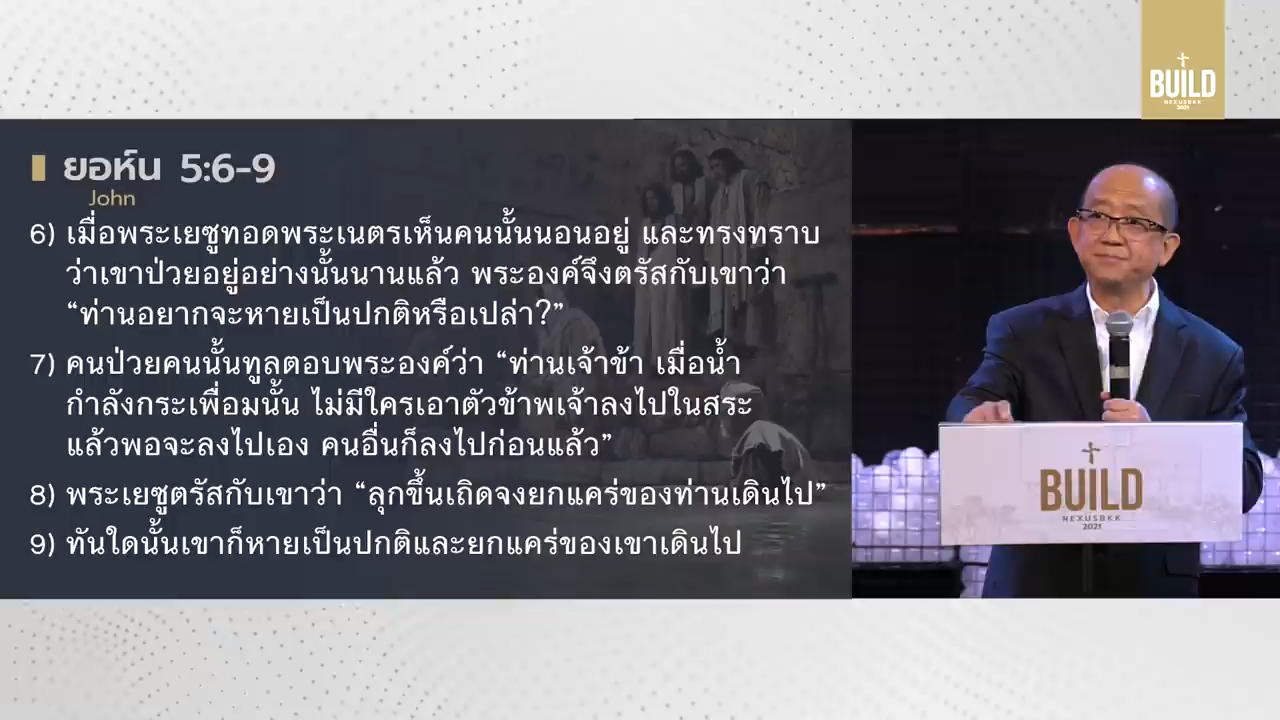 BUILD
NEXUSBKK
2021
ยอห์น 5:6-9
John
6) เมื่อพระเยซูทอดพระเนตรเห็นคนนั้นนอนอยู่ และทรงทราบ
ว่าเขาป่วยอยู่อย่างนั้นนานแล้ว พระองค์จึงตรัสกับเขาว่า
“ท่านอยากจะหายเป็นปกติหรือเปล่า?”
7) คนป่วยคนนั้นทูลตอบพระองค์ว่า “ท่านเจ้าข้า เมื่อน้ำ
กำลังกระเพื่อมนั้น ไม่มีใครเอาตัวข้าพเจ้าลงไปในสระ
แล้วพอจะลงไปเอง คนอื่นก็ลงไปก่อนแล้ว”
8) พระเยซูตรัสกับเขาว่า “ลุกขึ้นเถิดจงยกแคร่ของท่านเดินไป”
9) ทันใดนั้นเขาก็หายเป็นปกติและยกแคร่ของเขาเดินไป
BUILD
NEXUSBKK
2021